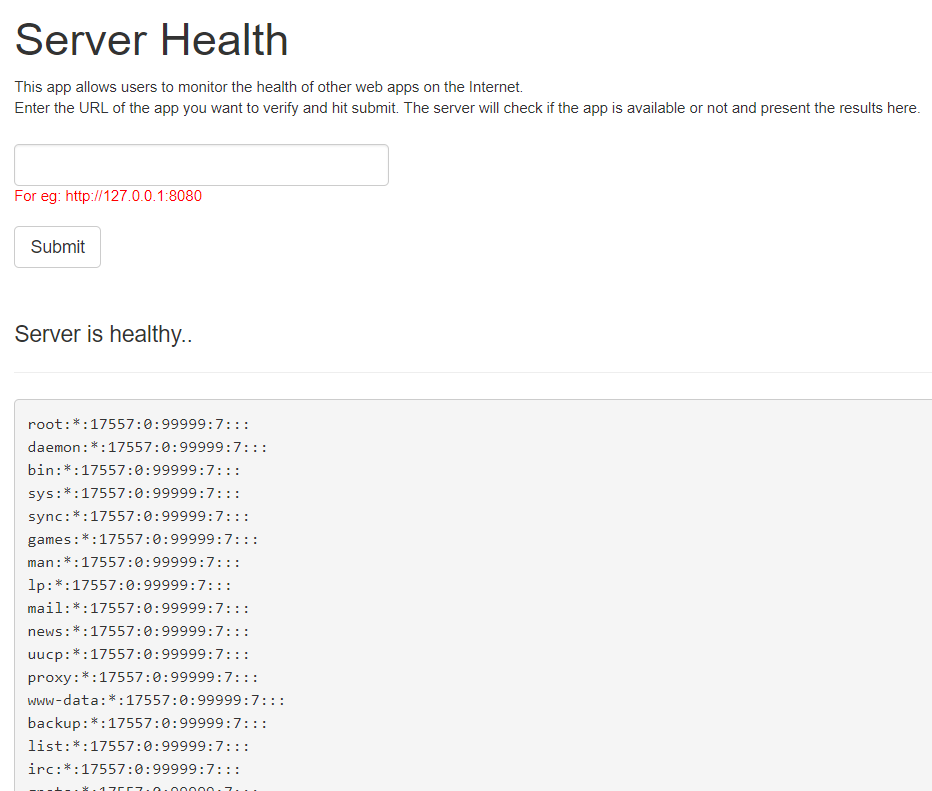 Server Health
This app allows users to monitor the health of other web apps on the Internet.
Enter the URL of the app you want to verify and hit submit. The server will check if the app is available or not and present the results here.
For eg: http://127.0.0.1:8080
Submit
Server is healthy..
root:*:17557:0:99999:7:::
daemon:*:17557:0:99999:7:::
bin:*:17557:0:99999:7:::
sys:*:17557:0:99999:7:::
sync:*:17557:0:99999:7:::
games:*:17557:0:99999:7:::
man:*:17557:0:99999:7:::
lp:*:17557:0:99999:7:::
mail:*:17557:0:99999:7:::
news:*:17557:0:99999:7:::
uucp:*:17557:0:99999:7:::
proxy:*:17557:0:99999:7:::
www-data:*:17557:0:99999:7:::
backup:*:17557:0:99999:7:::
list:*:17557:0:99999:7:::
irc:*:17557:0:99999:7:::